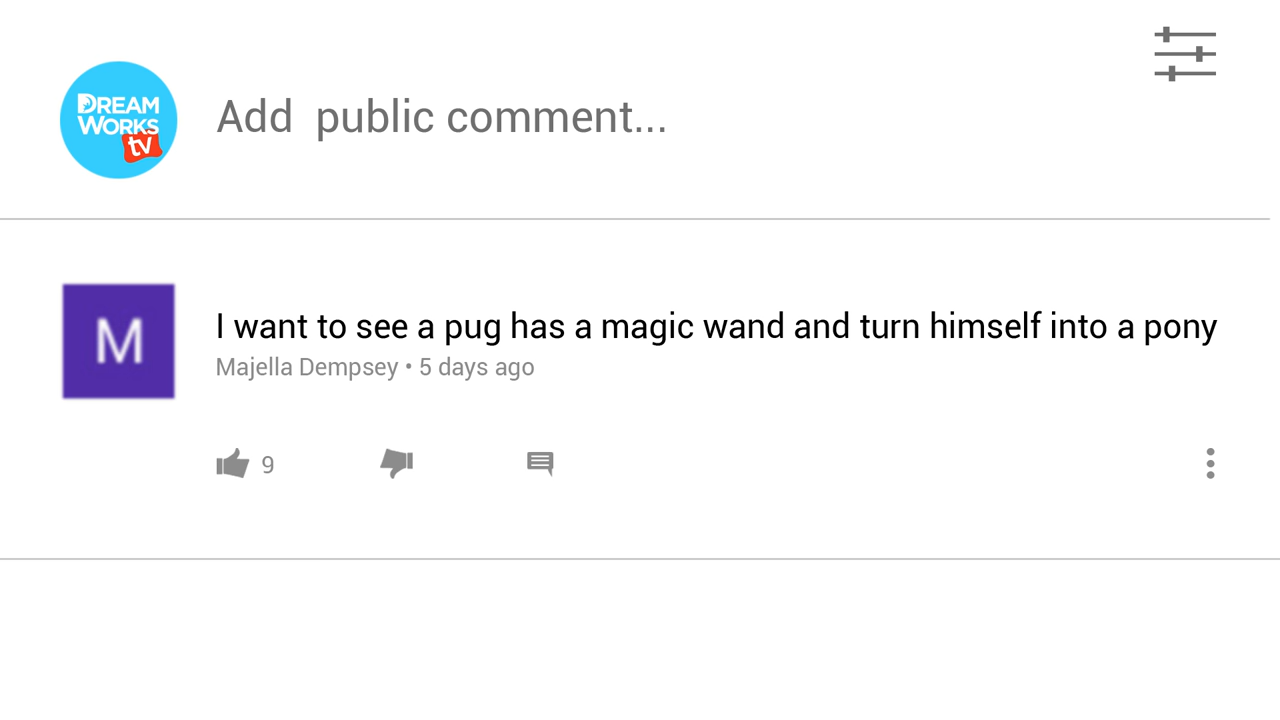 DREAM
WORKS
tv
Add public comment...
M
I want to see a pug has a magic wand and turn himself into a pony
Majella Dempsey • 5 days ago
9